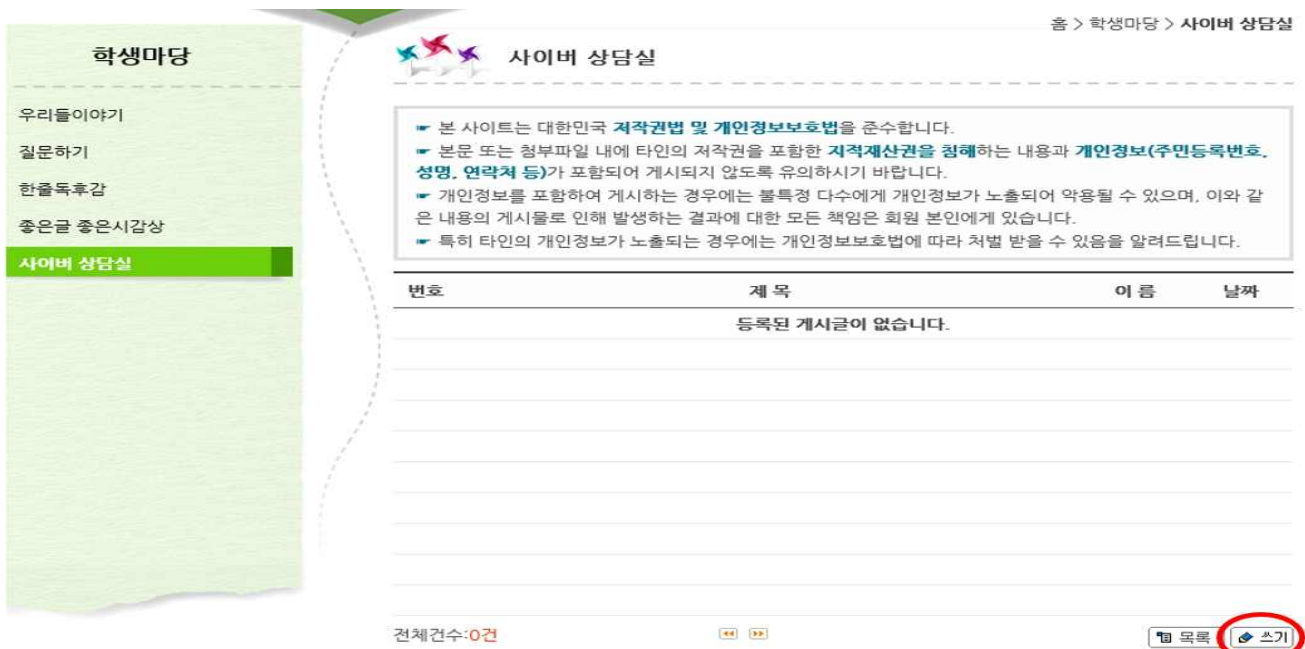 홈 > 학생마당 > 사이버 상담실
학생마당
우리들이야기
질문하기
한줄독후감
좋은글 좋은시감상
사이버 상담실
사이버 상담실
☞ 본 사이트는 대한민국 저작권법 및 개인정보보호법을 준수합니다.
☞ 본문 또는 첨부파일 내에 타인의 저작권을 포함한 지적재산권을 침해하는 내용과 개인정보(주민등록번호,
성명, 연락처 등)가 포함되어 게시되지 않도록 유의하시기 바랍니다.
☞ 개인정보를 포함하여 게시하는 경우에는 불특정 다수에게 개인정보가 노출되어 악용될 수 있으며, 이와 같
은 내용의 게시물로 인해 발생하는 결과에 대한 모든 책임은 회원 본인에게 있습니다.
☞ 특히 타인의 개인정보가 노출되는 경우에는 개인정보보호법에 따라 처벌 받을 수 있음을 알려드립니다.
번호 제 목 이 름 날짜
등록된 게시글이 없습니다.
전체건수:0건 목록 쓰기